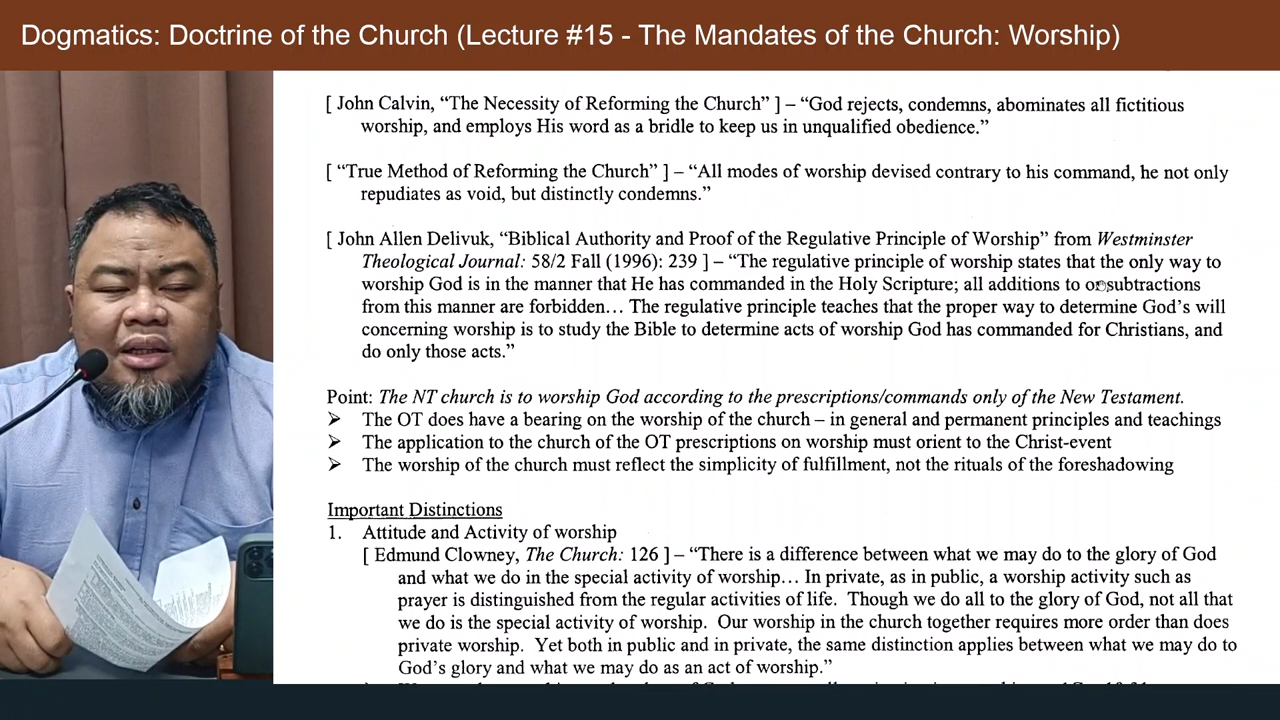 Dogmatics: Doctrine of the Church (Lecture #15 - The Mandates of the Church: Worship)
[ John Calvin, “The Necessity of Reforming the Church” ] – “God rejects, condemns, abominates all fictitious
worship, and employs His word as a bridle to keep us in unqualified obedience.”
[ “True Method of Reforming the Church” ] – “All modes of worship devised contrary to his command, he not only
repudiates as void, but distinctly condemns.”
[ John Allen Delivuk, “Biblical Authority and Proof of the Regulative Principle of Worship” from Westminster
Theological Journal: 58/2 Fall (1996): 239 ] – “The regulative principle of worship states that the only way to
worship God is in the manner that He has commanded in the Holy Scripture; all additions to or subtractions
from this manner are forbidden… The regulative principle teaches that the proper way to determine God’s will
concerning worship is to study the Bible to determine acts of worship God has commanded for Christians, and
do only those acts.”
Point: The NT church is to worship God according to the prescriptions/commands only of the New Testament.
➢ The OT does have a bearing on the worship of the church – in general and permanent principles and teachings
➢ The application to the church of the OT prescriptions on worship must orient to the Christ-event
➢ The worship of the church must reflect the simplicity of fulfillment, not the rituals of the foreshadowing
Important Distinctions
1. Attitude and Activity of worship
[ Edmund Clowney, The Church: 126 ] – “There is a difference between what we may do to the glory of God
and what we do in the special activity of worship… In private, as in public, a worship activity such as
prayer is distinguished from the regular activities of life. Though we do all to the glory of God, not all that
we do is the special activity of worship. Our worship in the church together requires more order than does
private worship. Yet both in public and in private, the same distinction applies between what we may do to
God’s glory and what we may do as an act of worship.”